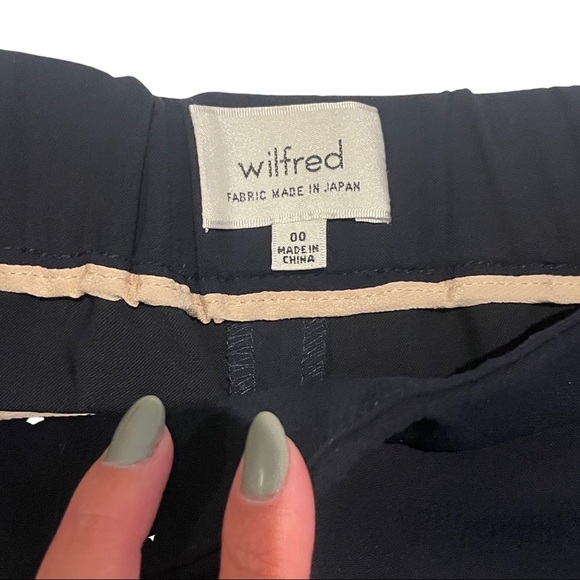 wilfred
FABRIC MADE IN JAPAN
00
MADE IN
CHINA